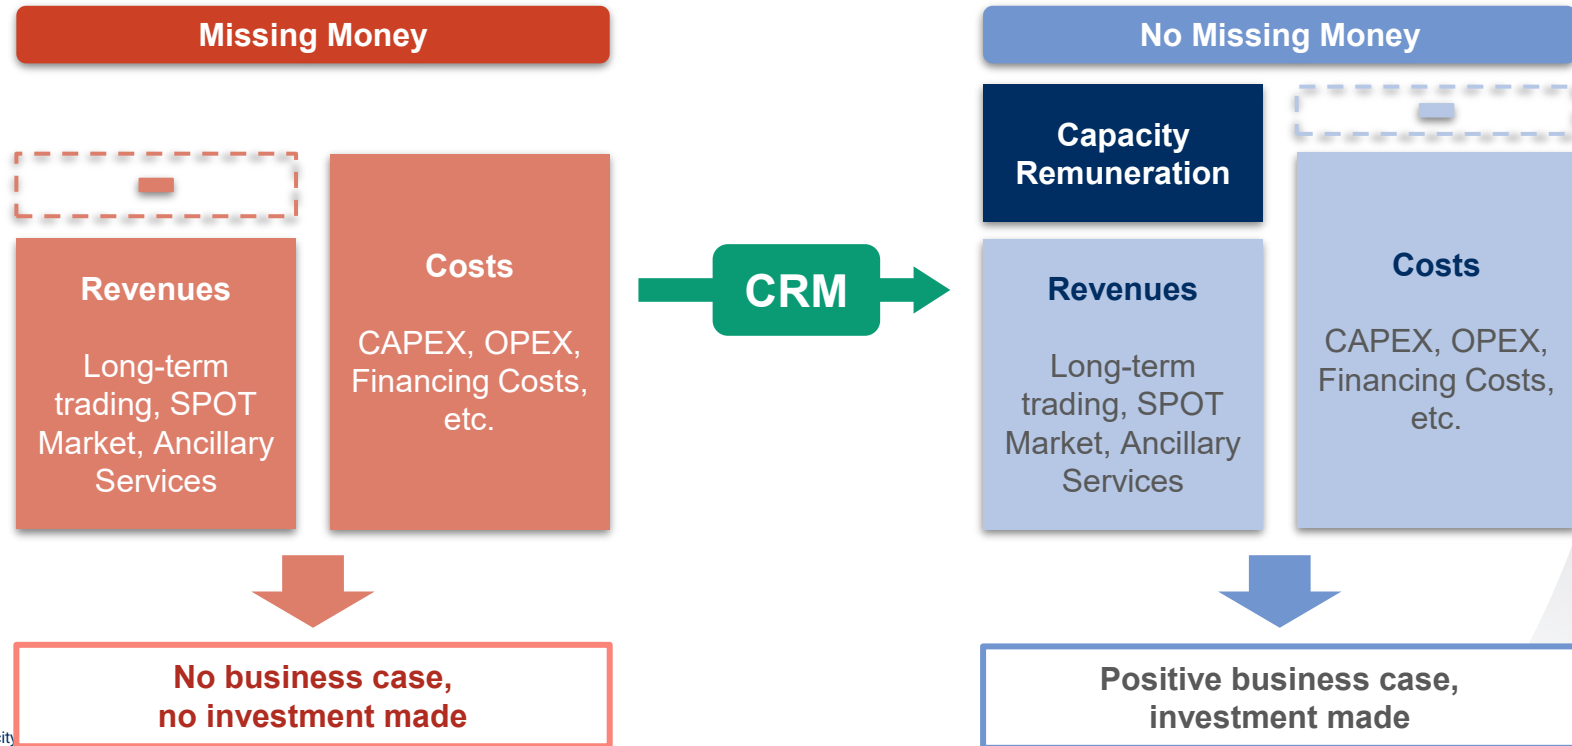 Missing Money
No Missing Money
Revenues
Long-term
trading, SPOT
Market, Ancillary
Services
Costs
CAPEX, OPEX,
Financing Costs,
etc.
CRM
Capacity
Remuneration
Revenues
Long-term
trading, SPOT
Market, Ancillary
Services
Costs
CAPEX, OPEX,
Financing Costs,
etc.
No business case,
no investment made
Positive business case,
investment made